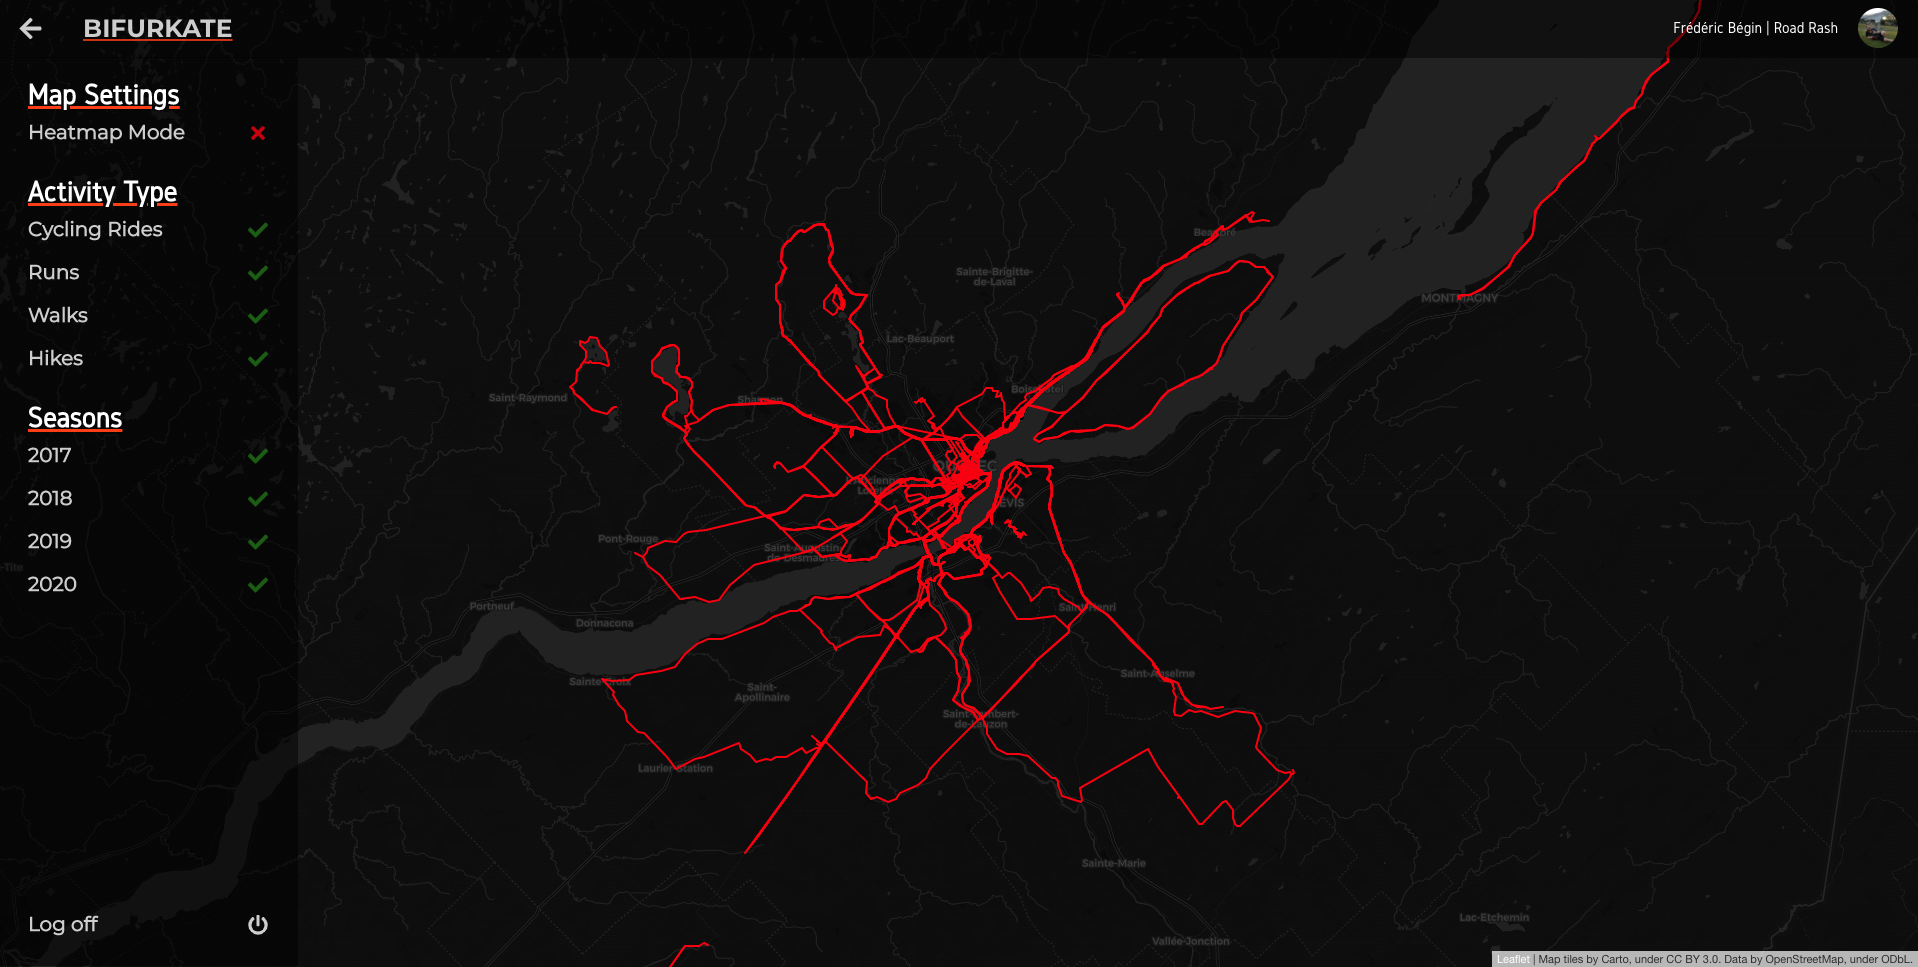 BIFURKATE
Frédéric Bégin | Road Rash
Map Settings
Heatmap Mode
Activity Type
Cycling Rides
Runs
Walks
Hikes
Seasons
2017
2018
2019
2020
Log off
Beaupré
Sainte-Brigitte-
de-Laval
MONTMAGNY
Lac-Beauport
Boischatel
Saint-Raymond
Shannon
QUÉBEC
LÉVIS
Pont-Rouge
Saint-Augustin-
de-Desmaures
Portneuf
Donnacona
Saint-Henri
Sainte-Croix
Saint-
Apollinaire
Saint-Anselme
Saint-Lambert-
de-Lauzon
Laurier-Station
Sainte-Marie
Lac-Etchemin
Vallée-Jonction
Leaflet | Map tiles by Carto, under CC BY 3.0. Data by OpenStreetMap, under ODbL.